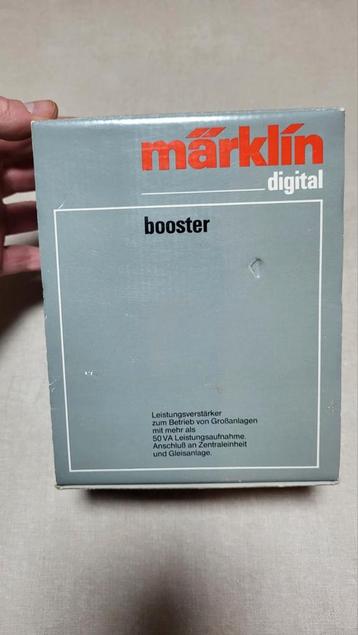 märklin
digital
booster
Leistungsverstärker
zum Betrieb von Großanlagen
mit mehr als
50 VA Leistungsaufnahme.
Anschluß an Zentraleinheit
und Gleisanlage.